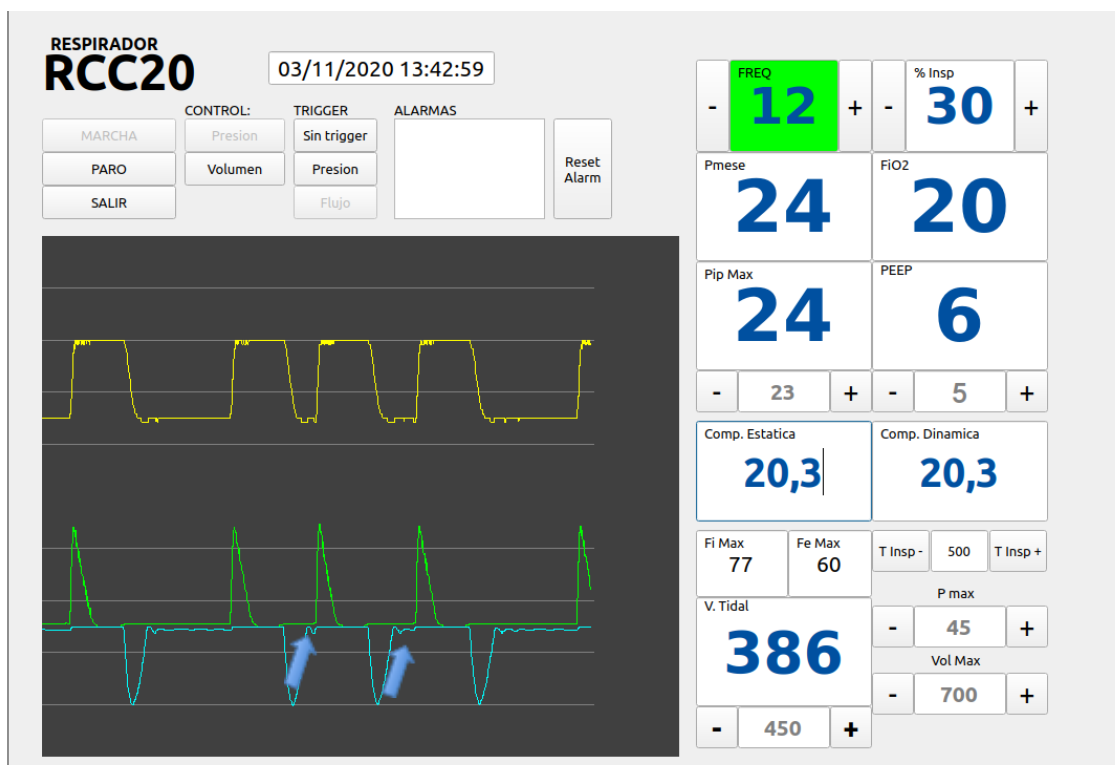 RESPIRADOR
RCC20
03/11/2020 13:42:59
CONTROL:
TRIGGER
ALARMAS
MARCHA
Presion
Sin trigger
PARO
Volumen
Presion
Reset
Alarm
SALIR
Flujo
FREQ
- 12 +
% Insp
- 30 +
Pmese
24
FiO2
20
Pip Max
24
PEEP
6
- 23 +
- 5 +
Comp. Estatica
20,3
Comp. Dinamica
20,3
Fi Max
77
Fe Max
60
T Insp - 500 T Insp +
V. Tidal
386
P max
- 45 +
Vol Max
- 700 +
- 450 +